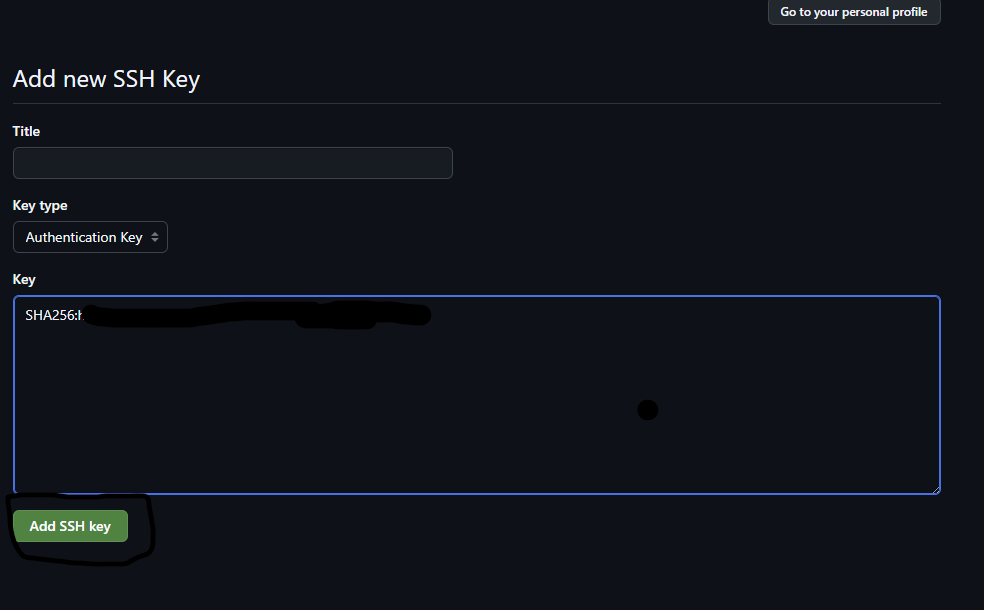 Go to your personal profile
Add new SSH Key
Title
Key type
Authentication Key
Key
SHA256:h
Add SSH key